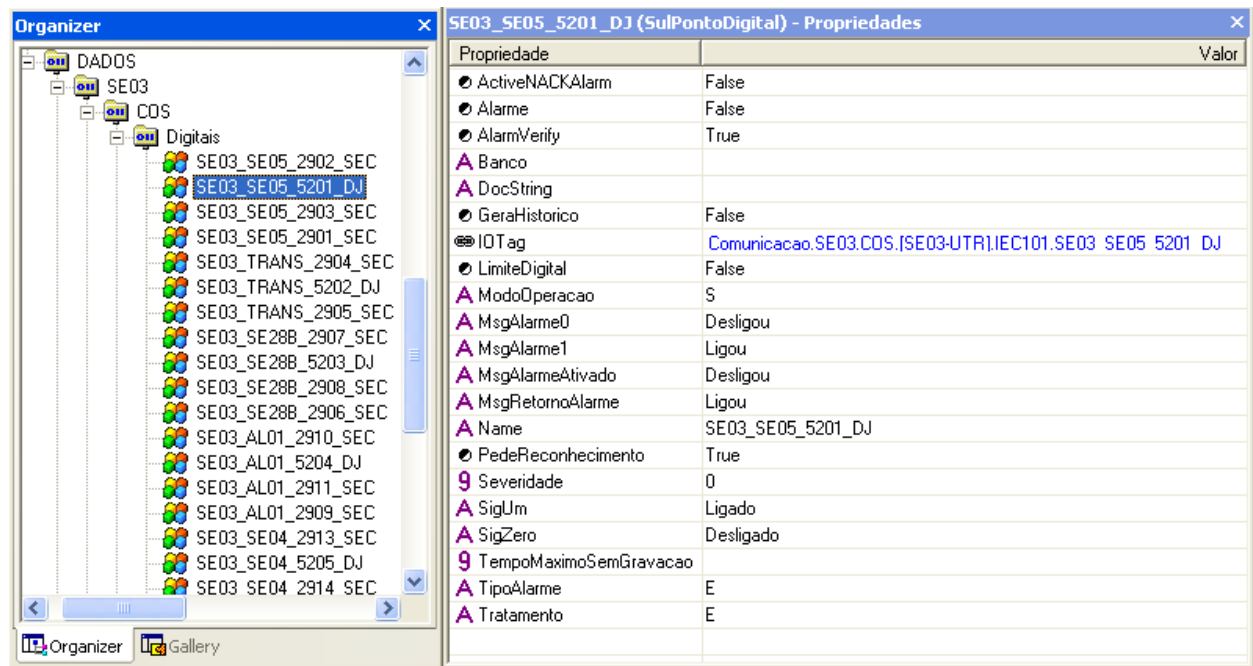 Organizer
DADOS
SE03
COS
Digitais
SE03_SE05_2902_SEC
SE03_SE05_5201_DJ
SE03_SE05_2903_SEC
SE03_SE05_2901_SEC
SE03_TRANS_2904_SEC
SE03_TRANS_5202_DJ
SE03_TRANS_2905_SEC
SE03_SE28B_2907_SEC
SE03_SE28B_5203_DJ
SE03_SE28B_2908_SEC
SE03_SE28B_2906_SEC
SE03_AL01_2910_SEC
SE03_AL01_5204_DJ
SE03_AL01_2911_SEC
SE03_AL01_2909_SEC
SE03_SE04_2913_SEC
SE03_SE04_5205_DJ
SE03_SE04_2914_SEC
Organizer Gallery
SE03_SE05_5201_DJ (SulPontoDigital) - Propriedades
Propriedade Valor
ActiveNACKAlarm False
Alarme False
AlarmVerify True
Banco
DocString
GeraHistorico False
IOTag Comunicacao.SE03.COS.[SE03-UTR].IEC101.SE03_SE05_5201_DJ
LimiteDigital False
ModoOperacao S
MsgAlarme0 Desligou
MsgAlarme1 Ligou
MsgAlarmeAtivado Desligou
MsgRetornoAlarme Ligou
Name SE03_SE05_5201_DJ
PedeReconhecimento True
Severidade 0
SigUm Ligado
SigZero Desligado
TempoMaximoSemGravacao
TipoAlarme E
Tratamento E